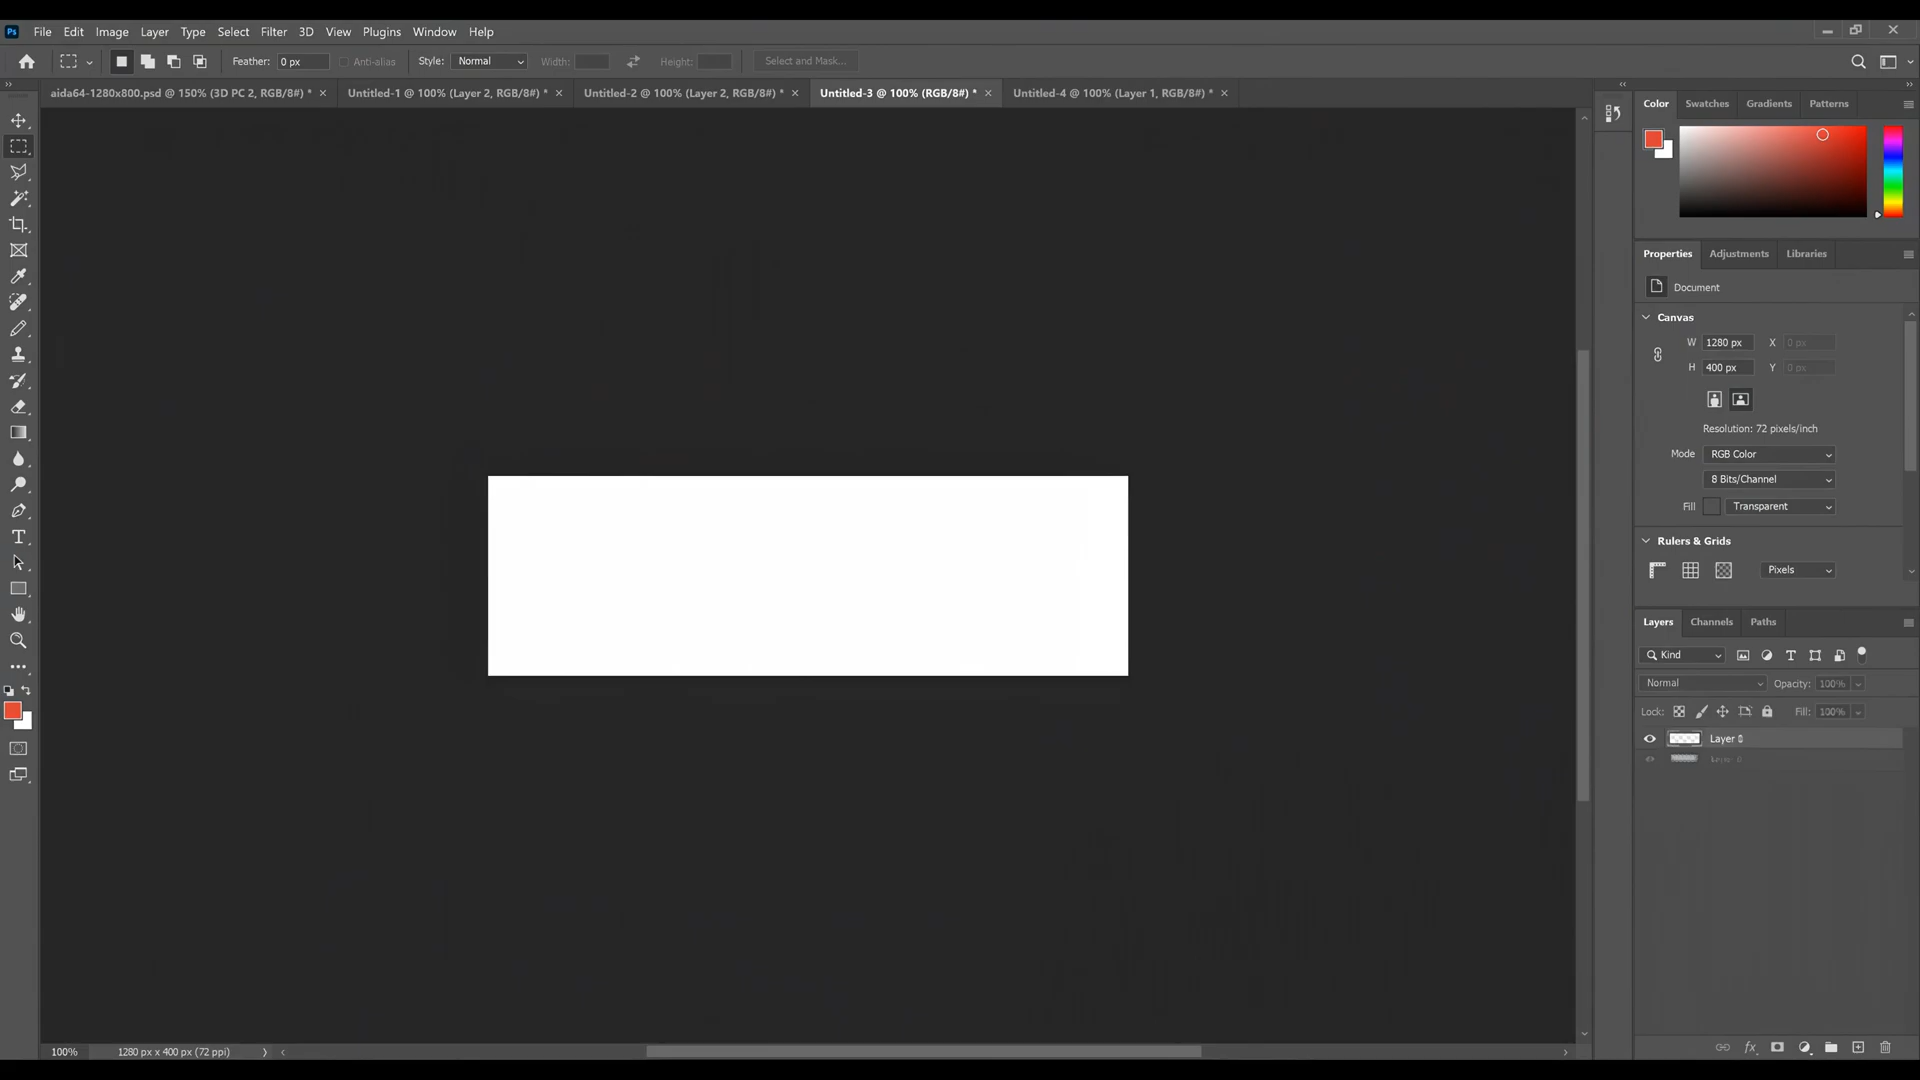 Ps File Edit Image Layer Type Select Filter 3D View Plugins Window Help
Feather: 0 px Anti-alias Style: Normal Width: Height: Select and Mask...
aida64-1280x800.psd @ 150% (3D PC 2, RGB/8#) * × Untitled-1 @ 100% (Layer 2, RGB/8#) * × Untitled-2 @ 100% (Layer 2, RGB/8#) * × Untitled-3 @ 100% (RGB/8#) * × Untitled-4 @ 100% (Layer 1, RGB/8#) * ×
Color Swatches Gradients Patterns
Properties Adjustments Libraries
Document
Canvas
W 1280 px X 0 px
H 400 px Y 0 px
Resolution: 72 pixels/inch
Mode RGB Color
8 Bits/Channel
Fill Transparent
Rulers & Grids
Pixels
Layers Channels Paths
Kind
Normal Opacity: 100%
Lock: Fill: 100%
Layer
100% 1280 px x 400 px (72 ppi)